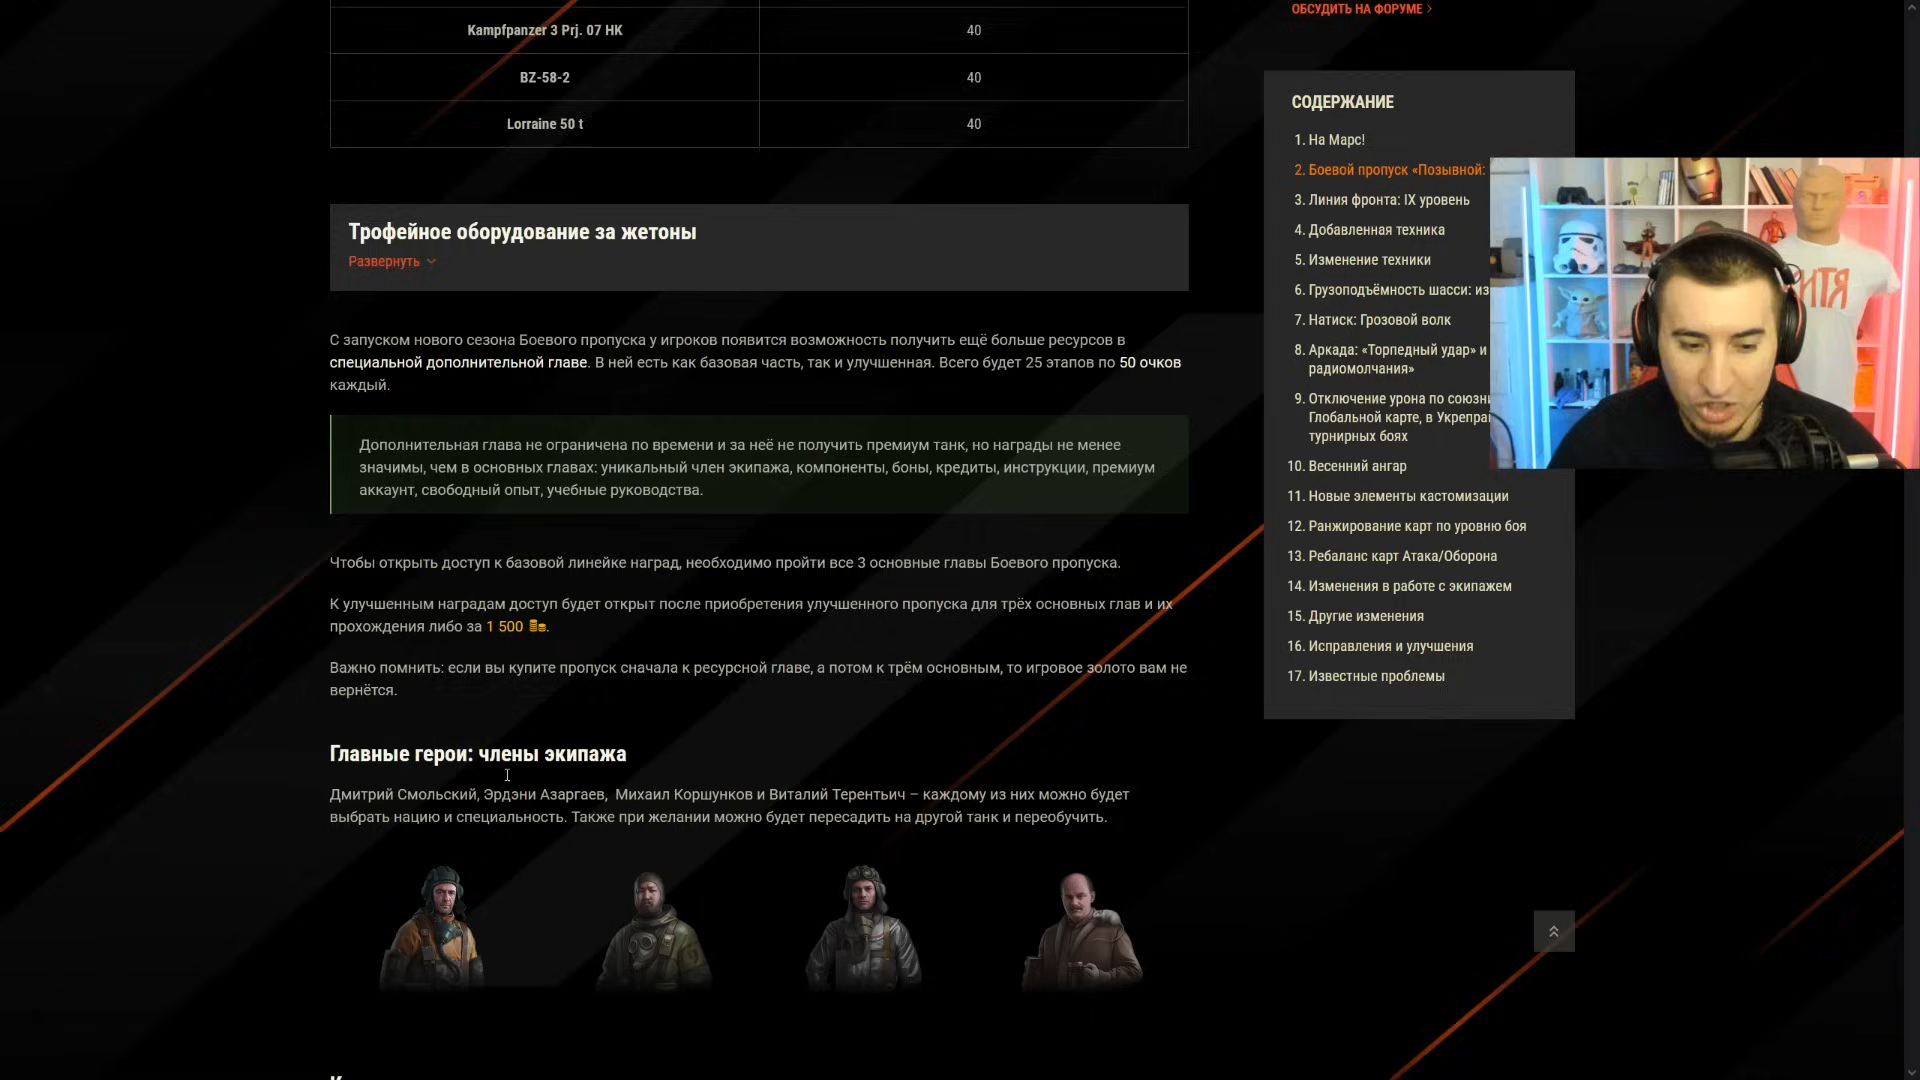 Kampfpanzer 3 Prj. 07 HK
40
BZ-58-2
40
Lorraine 50 t
40
Трофейное оборудование за жетоны
Развернуть
С запуском нового сезона Боевого пропуска у игроков появится возможность получить ещё больше ресурсов в
специальной дополнительной главе. В ней есть как базовая часть, так и улучшенная. Всего будет 25 этапов по 50 очков
каждый.
Дополнительная глава не ограничена по времени и за неё не получить премиум танк, но награды не менее
значимы, чем в основных главах: уникальный член экипажа, компоненты, боны, кредиты, инструкции, премиум
аккаунт, свободный опыт, учебные руководства.
Чтобы открыть доступ к базовой линейке наград, необходимо пройти все 3 основные главы Боевого пропуска.
К улучшенным наградам доступ будет открыт после приобретения улучшенного пропуска для трёх основных глав и их
прохождения либо за 1 500 .
Важно помнить: если вы купите пропуск сначала к ресурсной главе, а потом к трём основным, то игровое золото вам не
вернётся.
Главные герои: члены экипажа
Дмитрий Смольский, Эрдэни Азаргаев, Михаил Коршунков и Виталий Терентьич – каждому из них можно будет
выбрать нацию и специальность. Также при желании можно будет пересадить на другой танк и переобучить.
ОБСУДИТЬ НА ФОРУМЕ
СОДЕРЖАНИЕ
1. На Марс!
2. Боевой пропуск «Позывной:
3. Линия фронта: IX уровень
4. Добавленная техника
5. Изменение техники
6. Грузоподъёмность шасси: из
7. Натиск: Грозовой волк
8. Аркада: «Торпедный удар» и
радиомолчания»
9. Отключение урона по союзни
Глобальной карте, в Укрепра
турнирных боях
10. Весенний ангар
11. Новые элементы кастомизации
12. Ранжирование карт по уровню боя
13. Ребаланс карт Атака/Оборона
14. Изменения в работе с экипажем
15. Другие изменения
16. Исправления и улучшения
17. Известные проблемы
ИТЯ